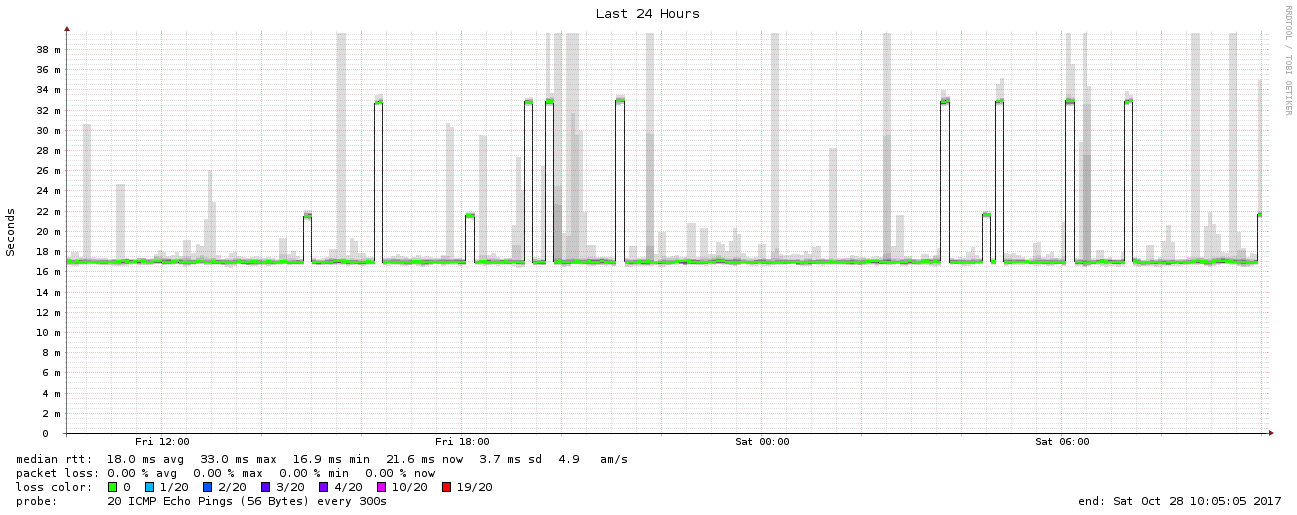 Last 24 Hours
RRDTOOL / TOBI OETIKER
Seconds
38 m
36 m
34 m
32 m
30 m
28 m
26 m
24 m
22 m
20 m
18 m
16 m
14 m
12 m
10 m
8 m
6 m
4 m
2 m
0
Fri 12:00 Fri 18:00 Sat 00:00 Sat 06:00
median rtt: 18.0 ms avg 33.0 ms max 16.9 ms min 21.6 ms now 3.7 ms sd 4.9 am/s
packet loss: 0.00 % avg 0.00 % max 0.00 % min 0.00 % now
loss color: 0 1/20 2/20 3/20 4/20 10/20 19/20
probe: 20 ICMP Echo Pings (56 Bytes) every 300s end: Sat Oct 28 10:05:05 2017